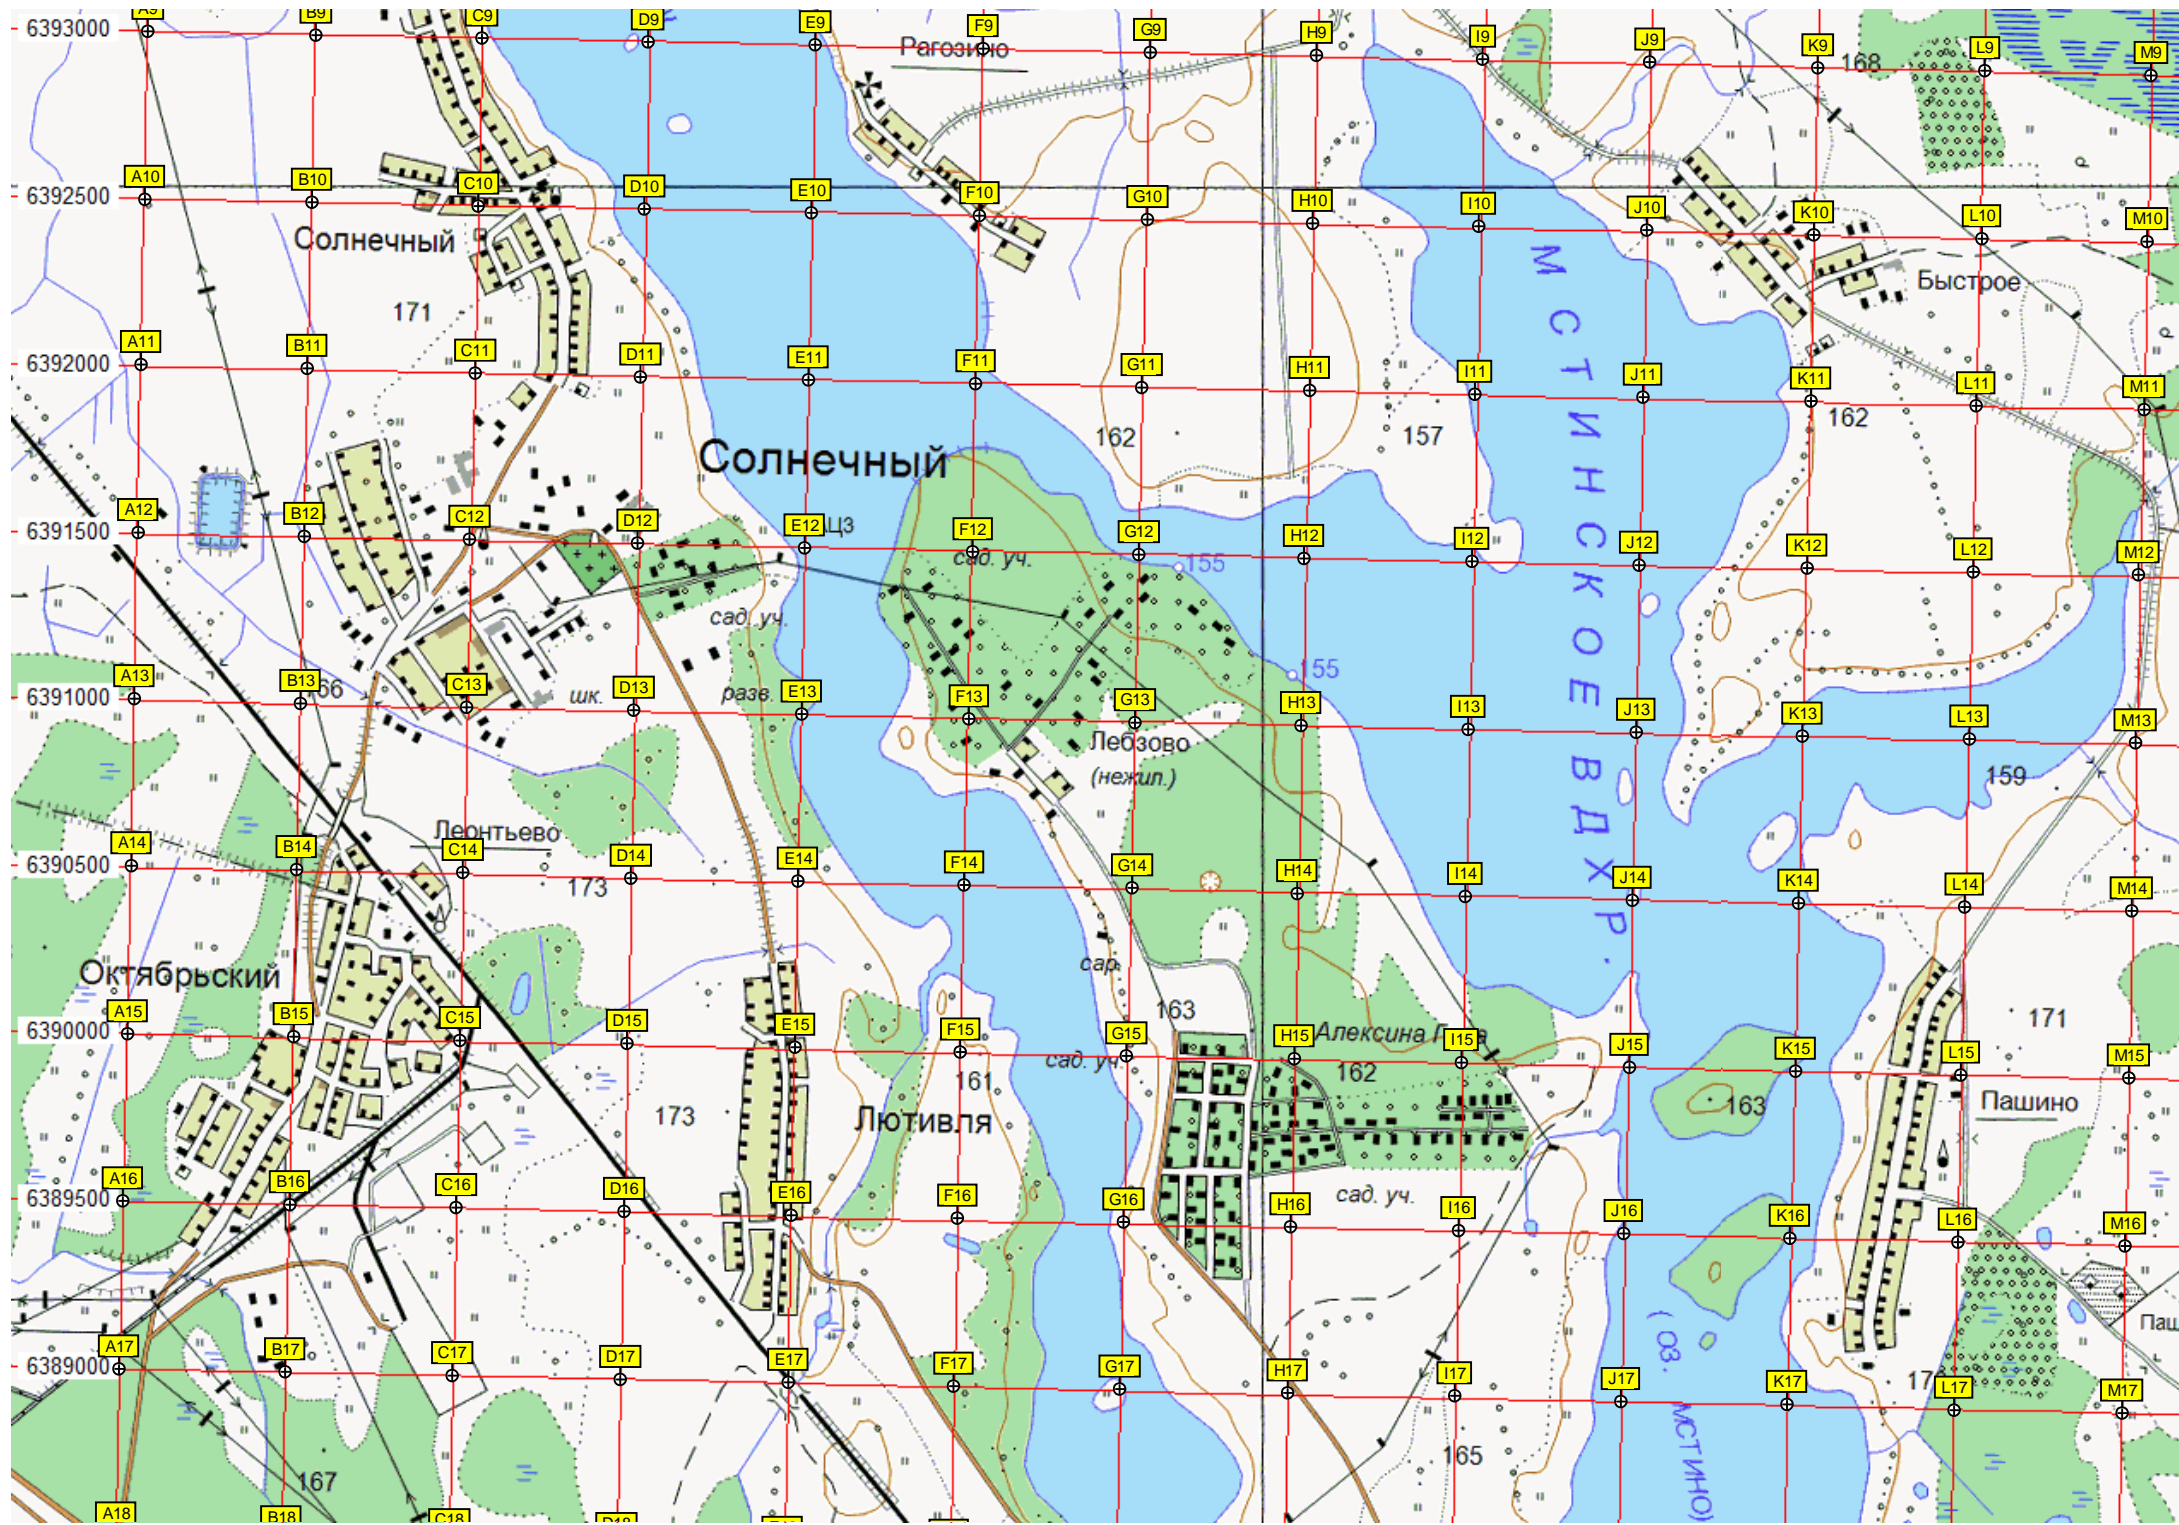 A9 B9 C9 D9 E9 F9 G9 H9 I9 J9 K9 L9 M9
6393000
Рагозино
168
A10 B10 C10 D10 E10 F10 G10 H10 I10 J10 K10 L10 M10
6392500
Солнечный
Быстрое
171
A11 B11 C11 D11 E11 F11 G11 H11 I11 J11 K11 L11 M11
6392000
162
157
162
Солнечный
МСТИНСКОЕ ВДХР.
A12 B12 C12 D12 E12 F12 G12 H12 I12 J12 K12 L12 M12
6391500
сад. уч.
155
сад. уч.
155
A13 B13 C13 D13 E13 F13 G13 H13 I13 J13 K13 L13 M13
6391000
66
шк.
разв.
Лебзово
(нежил.)
159
Леонтьево
A14 B14 C14 D14 E14 F14 G14 H14 I14 J14 K14 L14 M14
6390500
173
Октябрьский
сар.
163
171
A15 B15 C15 D15 E15 F15 G15 H15 I15 J15 K15 L15 M15
6390000
Алексина
сад. уч.
161
162
163
Пашино
173
Лютивля
A16 B16 C16 D16 E16 F16 G16 H16 I16 J16 K16 L16 M16
6389500
сад. уч.
Паш
(ОЗ. МСТИНО)
A17 B17 C17 D17 E17 F17 G17 H17 I17 J17 K17 L17 M17
6389000
165
167
A18 B18 C18 D18